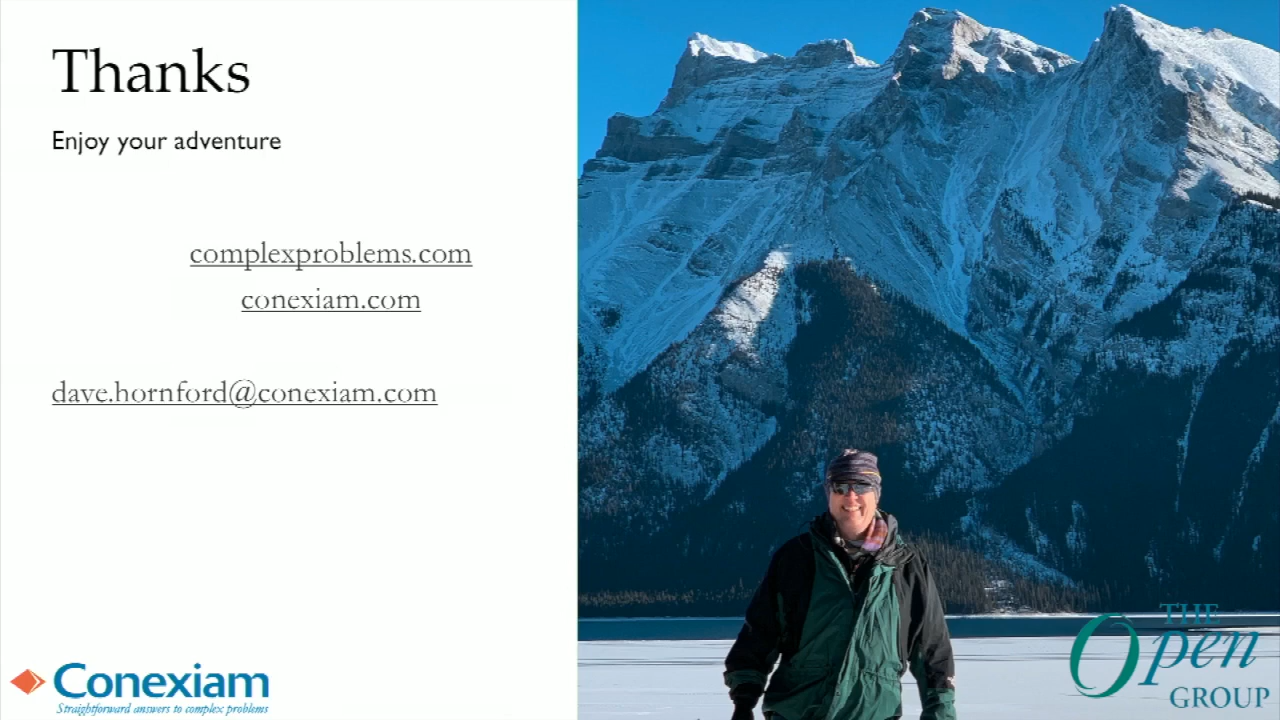 Thanks
Enjoy your adventure
complexproblems.com
conexiam.com
dave.hornford@conexiam.com
Conexiam
Straightforward answers to complex problems
THE
Open
GROUP